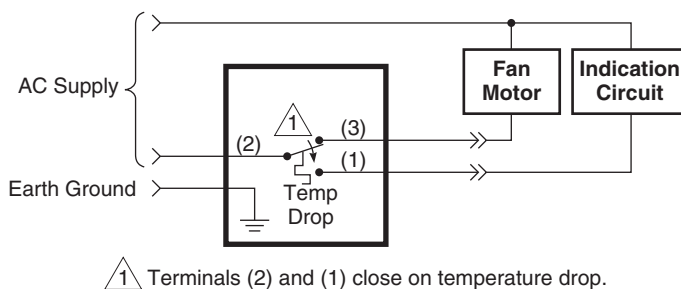 AC Supply
Earth Ground
(2)
1
(3)
(1)
Temp
Drop
Fan
Motor
Indication
Circuit
1 Terminals (2) and (1) close on temperature drop.